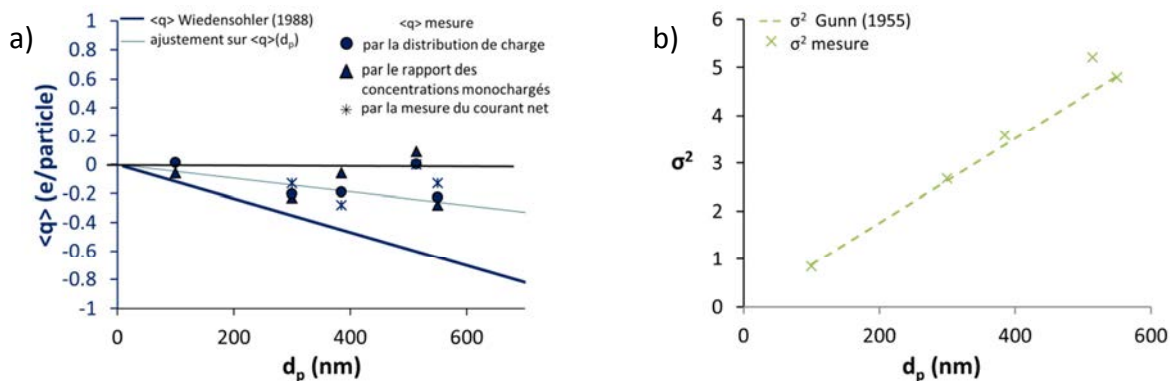 a)
<q> Wiedensohler (1988)
ajustement sur <q>(dp)
<q> mesure
par la distribution de charge
par le rapport des
concentrations monochargés
par la mesure du courant net
<q> (e/particle)
1
0.8
0.6
0.4
0.2
0
-0.2
-0.4
-0.6
-0.8
-1
0
200
400
600
dp (nm)
b)
σ² Gunn (1955)
σ² mesure
σ²
6
5
4
3
2
1
0
0
200
400
600
dp (nm)